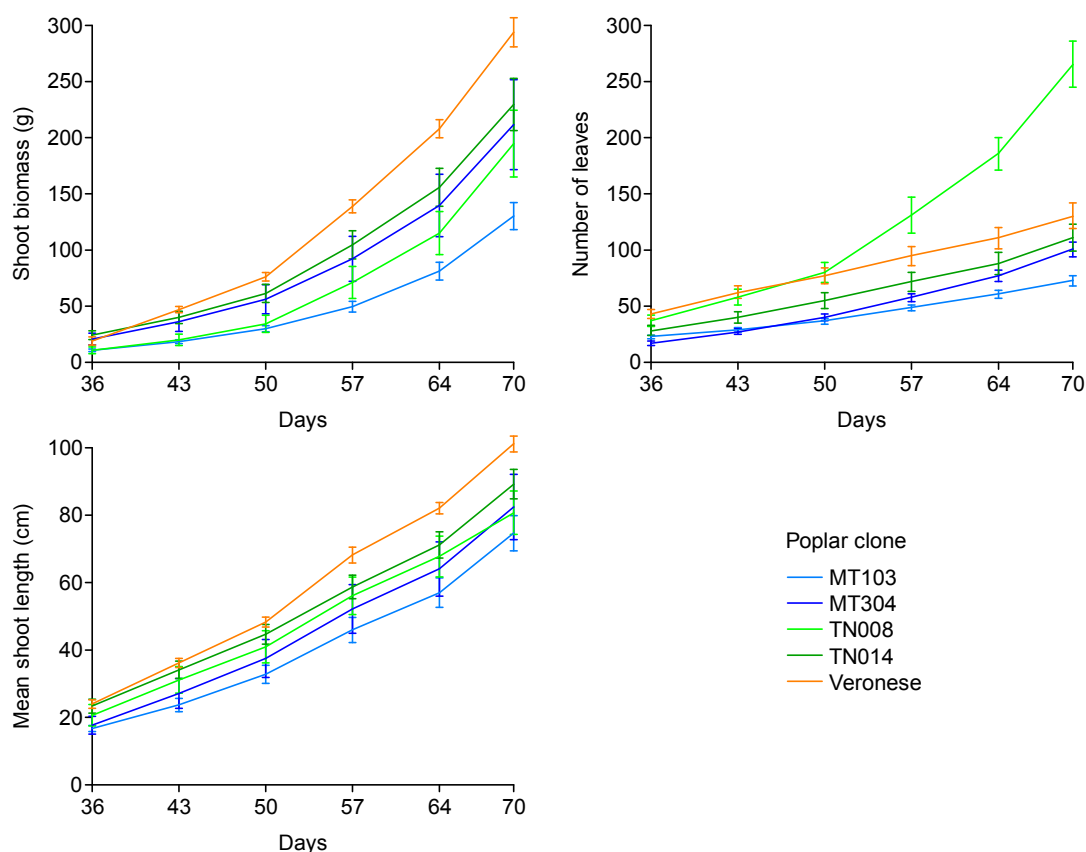 Shoot biomass (g)
300
250
200
150
100
50
0
36 43 50 57 64 70
Days
Number of leaves
300
250
200
150
100
50
0
36 43 50 57 64 70
Days
Mean shoot length (cm)
100
80
60
40
20
0
36 43 50 57 64 70
Days
Poplar clone
MT103
MT304
TN008
TN014
Veronese